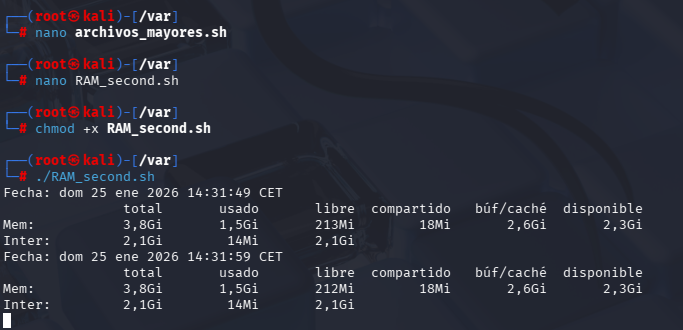 ┌──(root㉿kali)-[/var]
└─# nano archivos_mayores.sh
┌──(root㉿kali)-[/var]
└─# nano RAM_second.sh
┌──(root㉿kali)-[/var]
└─# chmod +x RAM_second.sh
┌──(root㉿kali)-[/var]
└─# ./RAM_second.sh
Fecha: dom 25 ene 2026 14:31:49 CET
total usado libre compartido búf/caché disponible
Mem: 3,8Gi 1,5Gi 213Mi 18Mi 2,6Gi 2,3Gi
Inter: 2,1Gi 14Mi 2,1Gi
Fecha: dom 25 ene 2026 14:31:59 CET
total usado libre compartido búf/caché disponible
Mem: 3,8Gi 1,5Gi 212Mi 18Mi 2,6Gi 2,3Gi
Inter: 2,1Gi 14Mi 2,1Gi